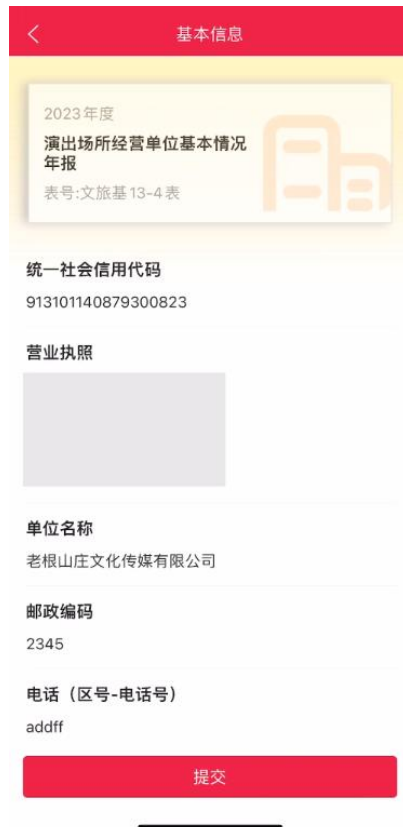 基本信息
2023年度
演出场所经营单位基本情况
年报
表号:文旅基13-4表
统一社会信用代码
913101140879300823
营业执照
单位名称
老根山庄文化传媒有限公司
邮政编码
2345
电话（区号-电话号）
addff
提交